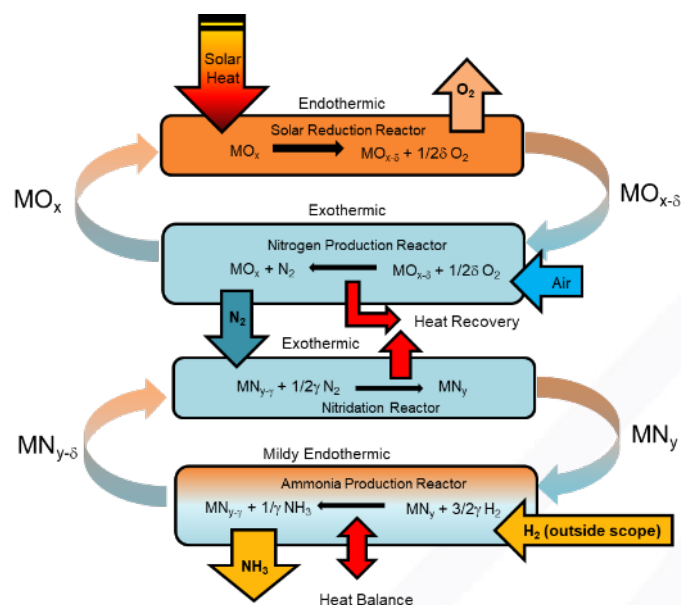 Solar
Heat
O₂
Endothermic
Solar Reduction Reactor
MOₓ MOₓ₋δ + 1/2δ O₂
MOₓ
MOₓ₋δ
Exothermic
Nitrogen Production Reactor
MOₓ + N₂ MOₓ₋δ + 1/2δ O₂
Air
N₂
Heat Recovery
Exothermic
MNy-γ + 1/2γ N₂ MNy
Nitridation Reactor
MNy-δ
MNy
Mildy Endothermic
Ammonia Production Reactor
MNy-γ + 1/γ NH₃ MNy + 3/2γ H₂
H₂ (outside scope)
NH₃
Heat Balance